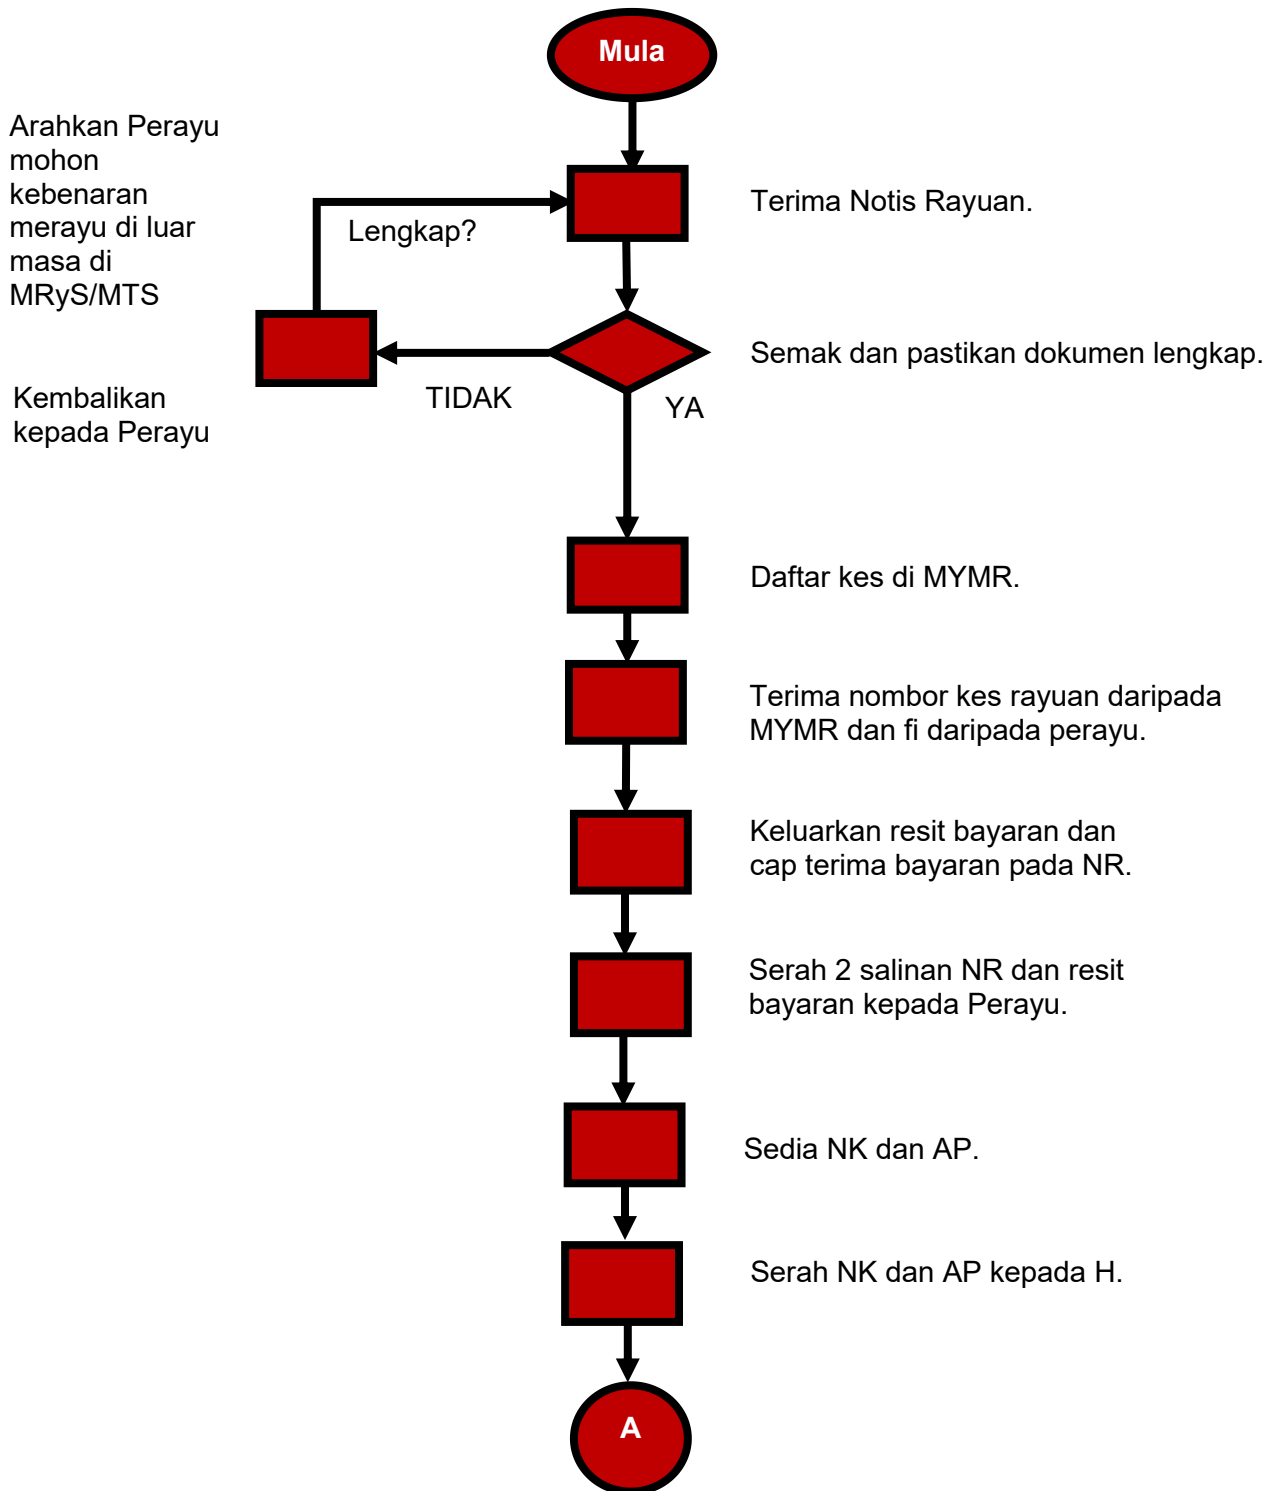 Mula
Arahkan Perayu
mohon
kebenaran
merayu di luar
masa di
MRyS/MTS
Terima Notis Rayuan.
Lengkap?
Semak dan pastikan dokumen lengkap.
Kembalikan
kepada Perayu
TIDAK
YA
Daftar kes di MYMR.
Terima nombor kes rayuan daripada
MYMR dan fi daripada perayu.
Keluarkan resit bayaran dan
cap terima bayaran pada NR.
Serah 2 salinan NR dan resit
bayaran kepada Perayu.
Sedia NK dan AP.
Serah NK dan AP kepada H.
A